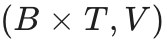 (B × T, V)